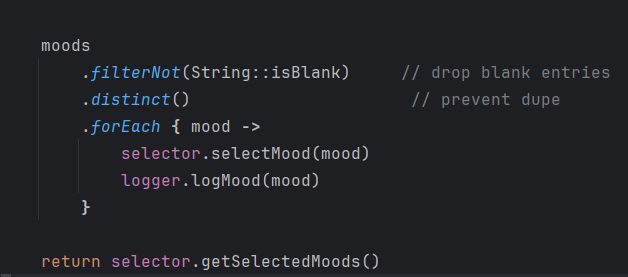 moods
    .filterNot(String::isBlank)     // drop blank entries
    .distinct()                      // prevent dupe
    .forEach { mood ->
        selector.selectMood(mood)
        logger.logMood(mood)
    }
return selector.getSelectedMoods()